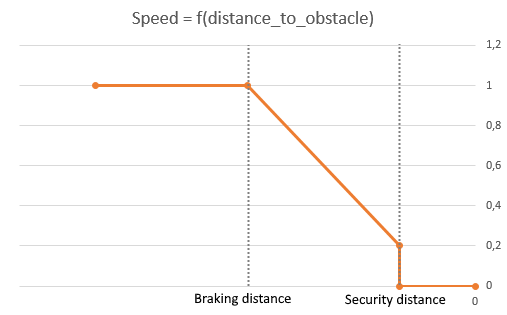 Speed = f(distance_to_obstacle)
1,2
1
0,8
0,6
0,4
0,2
0
Braking distance
Security distance
0